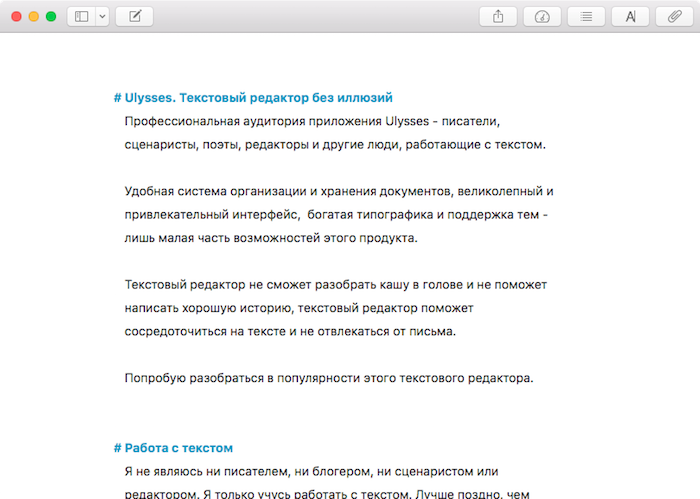 # Ulysses. Текстовый редактор без иллюзий
Профессиональная аудитория приложения Ulysses - писатели,
сценаристы, поэты, редакторы и другие люди, работающие с текстом.
Удобная система организации и хранения документов, великолепный и
привлекательный интерфейс,  богатая типографика и поддержка тем -
лишь малая часть возможностей этого продукта.
Текстовый редактор не сможет разобрать кашу в голове и не поможет
написать хорошую историю, текстовый редактор поможет
сосредоточиться на тексте и не отвлекаться от письма.
Попробую разобраться в популярности этого текстового редактора.
# Работа с текстом
Я не являюсь ни писателем, ни блогером, ни сценаристом или
редактором. Я только учусь работать с текстом. Лучше поздно, чем